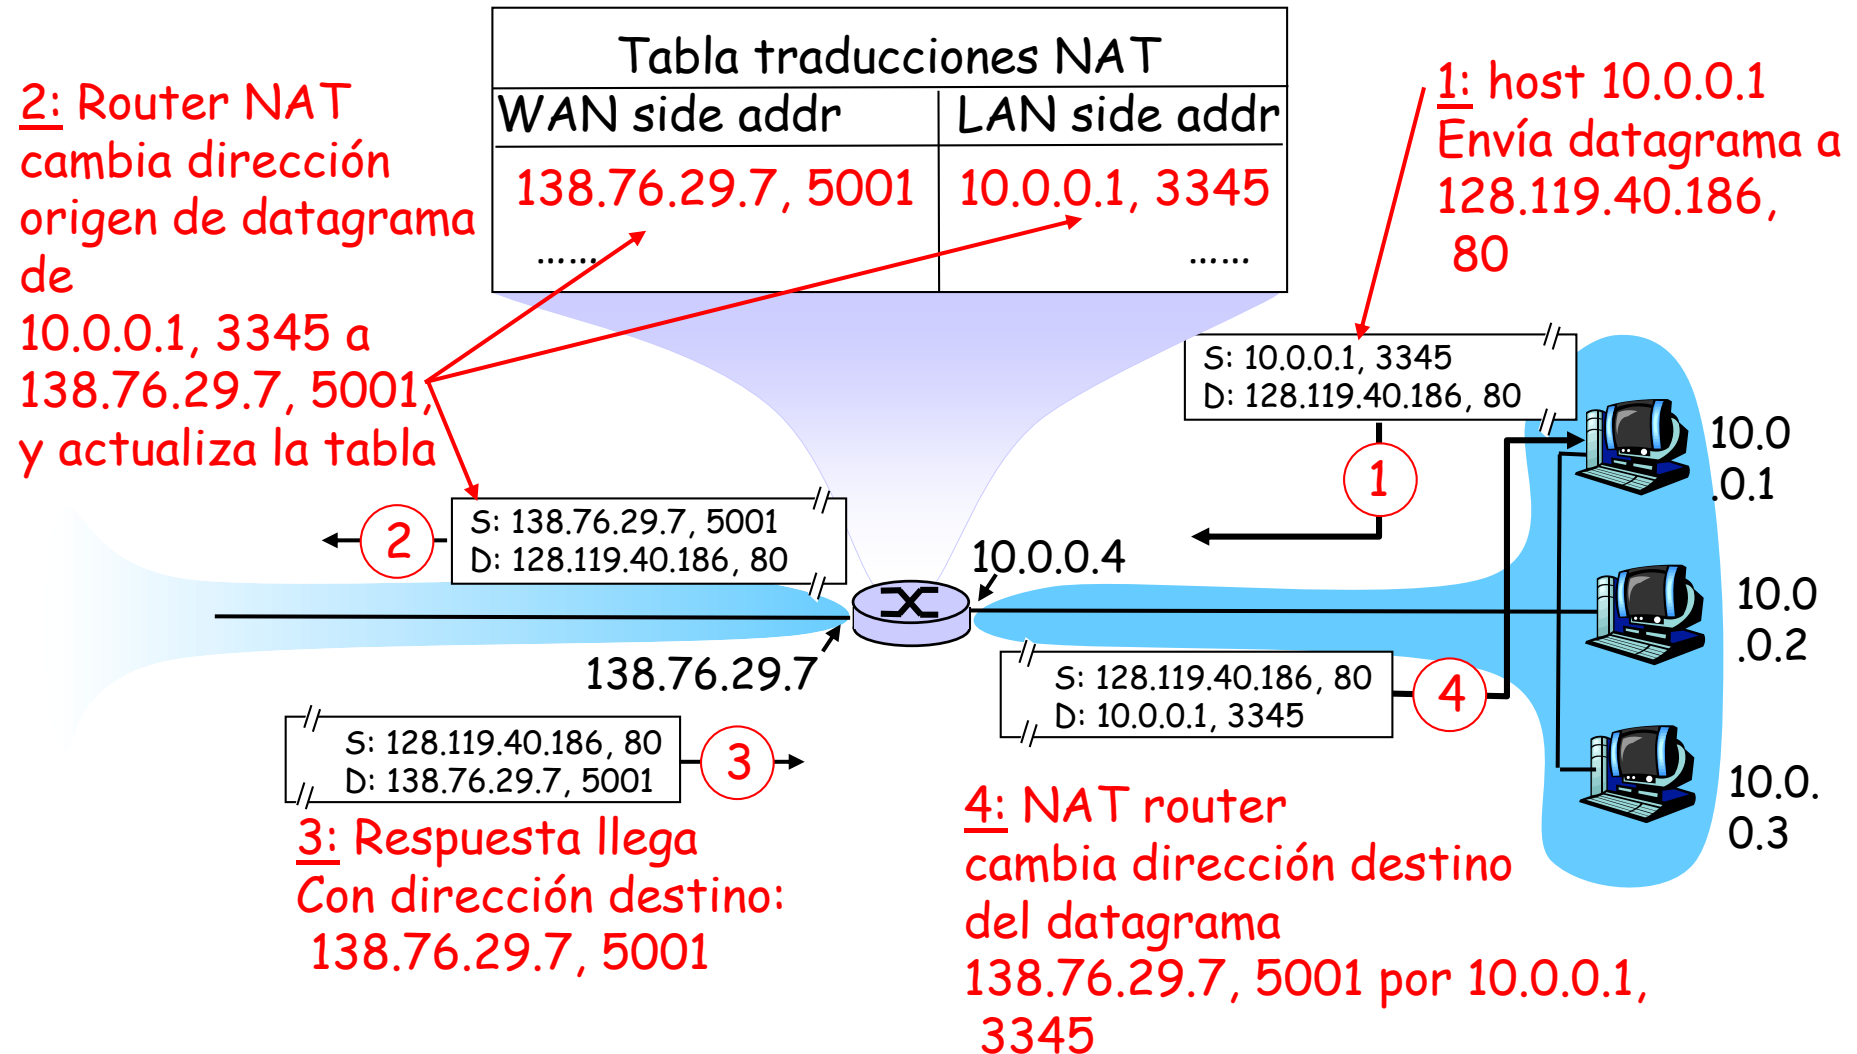 Tabla traducciones NAT
WAN side addr LAN side addr
138.76.29.7, 5001 10.0.0.1, 3345
...... ......
2: Router NAT
cambia dirección
origen de datagrama
de
10.0.0.1, 3345 a
138.76.29.7, 5001,
y actualiza la tabla
1: host 10.0.0.1
Envía datagrama a
128.119.40.186,
80
S: 10.0.0.1, 3345
D: 128.119.40.186, 80
1
10.0
.0.1
2
S: 138.76.29.7, 5001
D: 128.119.40.186, 80
10.0.0.4
10.0
.0.2
138.76.29.7
S: 128.119.40.186, 80
D: 10.0.0.1, 3345
4
S: 128.119.40.186, 80
D: 138.76.29.7, 5001
3
10.0.
0.3
3: Respuesta llega
Con dirección destino:
138.76.29.7, 5001
4: NAT router
cambia dirección destino
del datagrama
138.76.29.7, 5001 por 10.0.0.1,
3345